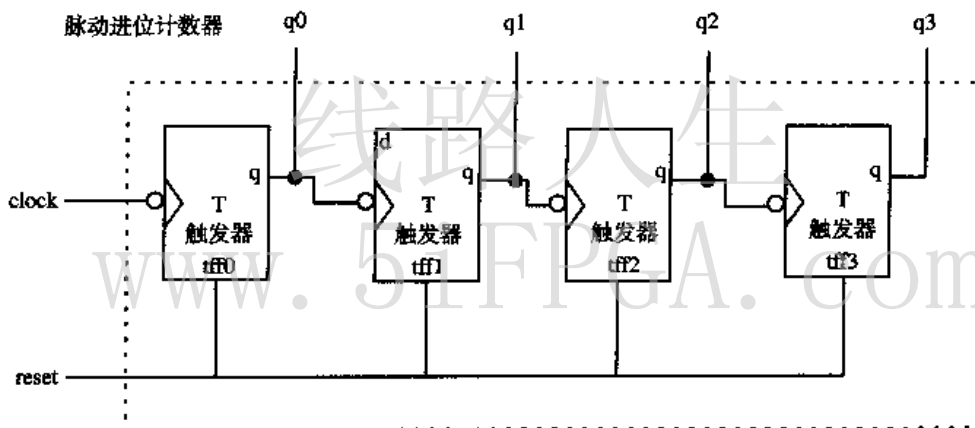 脉动进位计数器
q0
q1
q2
q3
线路人生
d
q
q
q
q
clock
T
触发器
tff0
T
触发器
tff1
T
触发器
tff2
T
触发器
tff3
www.51FPGA.com
reset